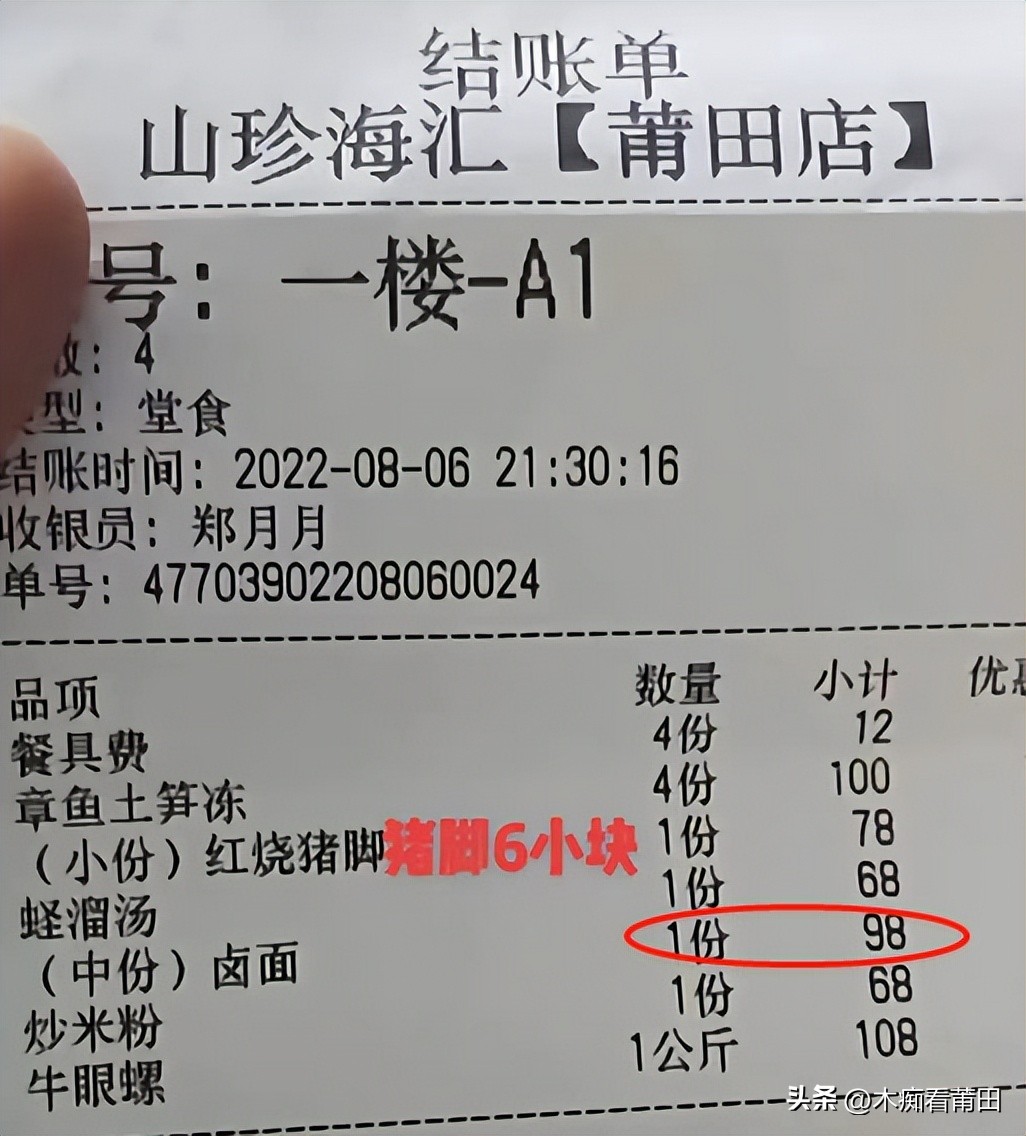 结账单
山珍海汇【莆田店】
号：一楼-A1
数：4
类型：堂食
结账时间：2022-08-06 21:30:16
收银员：郑月月
单号：47703902208060024
品项 数量 小计 优惠
餐具费 4份 12
章鱼土笋冻 4份 100
（小份）红烧猪脚 猪脚6小块 1份 78
蛏溜汤 1份 68
（中份）卤面 1份 98
炒米粉 1份 68
牛眼螺 1公斤 108
头条 @木痴看莆田